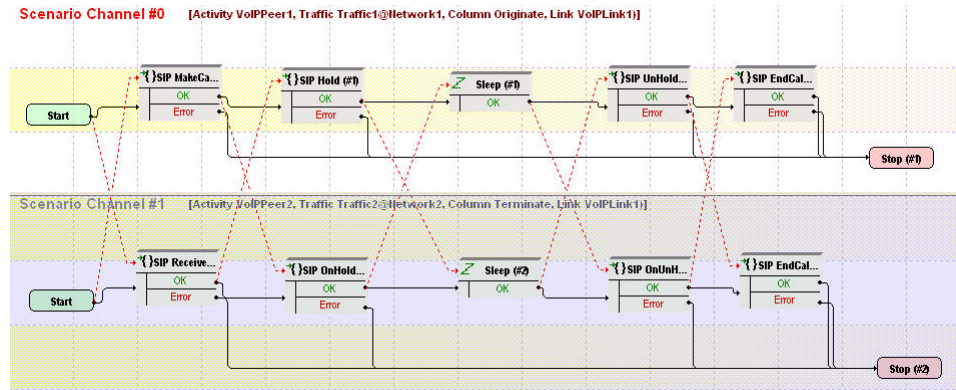 Scenario Channel #0 [Activity VoIPPeer1, Traffic Traffic1@Network1, Column Originate, Link VoIPLink1)]
{}SIP MakeCa... {}SIP Hold (#1) Sleep (#1) {}SIP UnHold... {}SIP EndCal...
OK OK OK OK OK
Error Error Error Error
Start
Stop (#1)
Scenario Channel #1 [Activity VoIPPeer2, Traffic Traffic2@Network2, Column Terminate, Link VoIPLink1)]
{}SIP Receive... {}SIP OnHold... Sleep (#2) {}SIP OnUnH... {}SIP EndCal...
OK OK OK OK OK
Error Error Error Error
Start
Stop (#2)